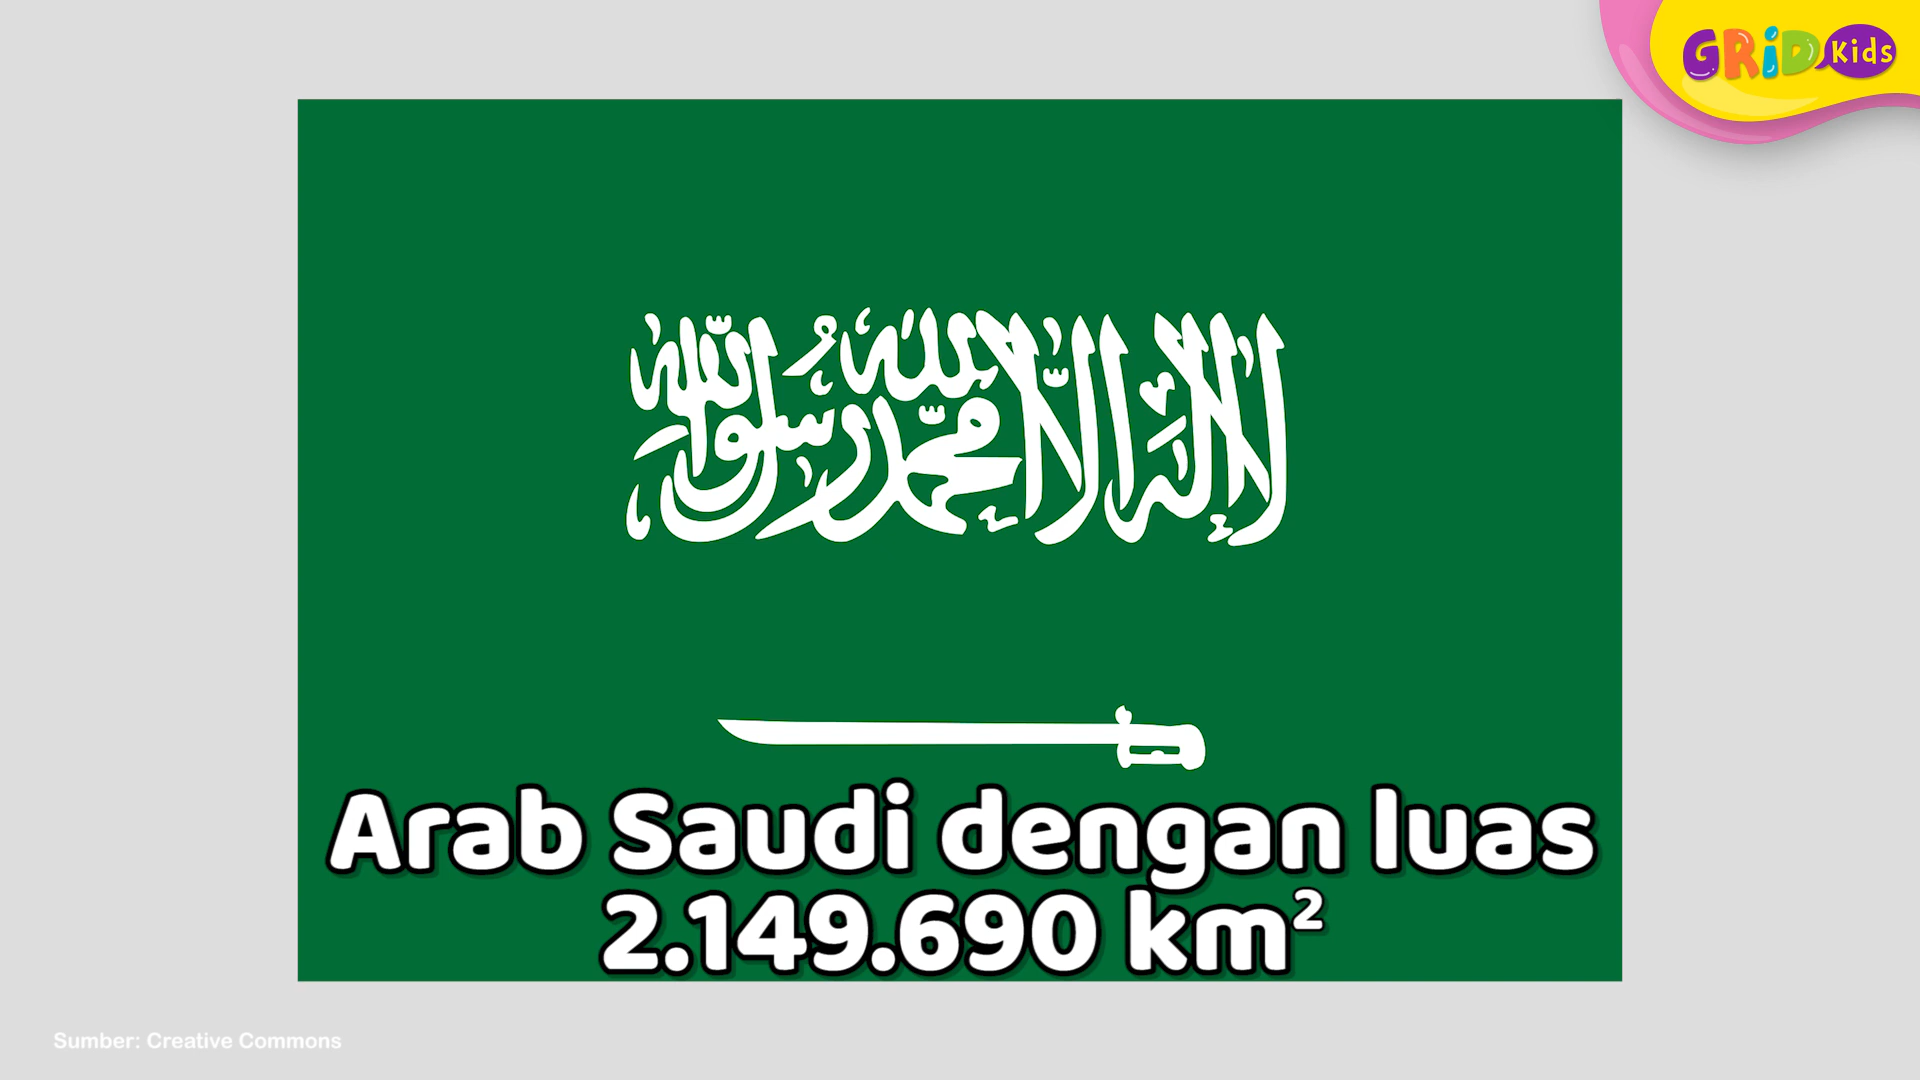 GRiD Kids
لا إله إلا الله محمد رسول الله
Arab Saudi dengan luas
2.149.690 km²
Sumber: Creative Commons